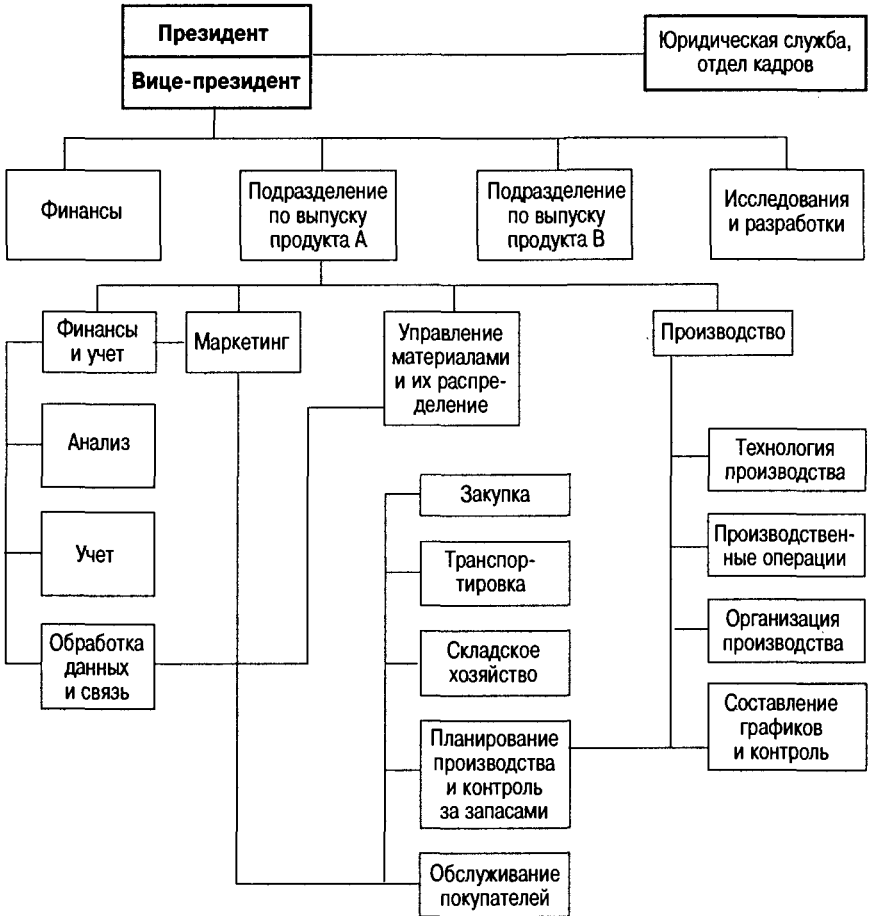 Президент
Вице-президент
Юридическая служба,
отдел кадров
Финансы
Подразделение
по выпуску
продукта А
Подразделение
по выпуску
продукта В
Исследования
и разработки
Финансы
и учет
Маркетинг
Управление
материалами
и их распре-
деление
Производство
Анализ
Учет
Обработка
данных
и связь
Закупка
Транспор-
тировка
Складское
хозяйство
Планирование
производства
и контроль
за запасами
Обслуживание
покупателей
Технология
производства
Производствен-
ные операции
Организация
производства
Составление
графиков
и контроль